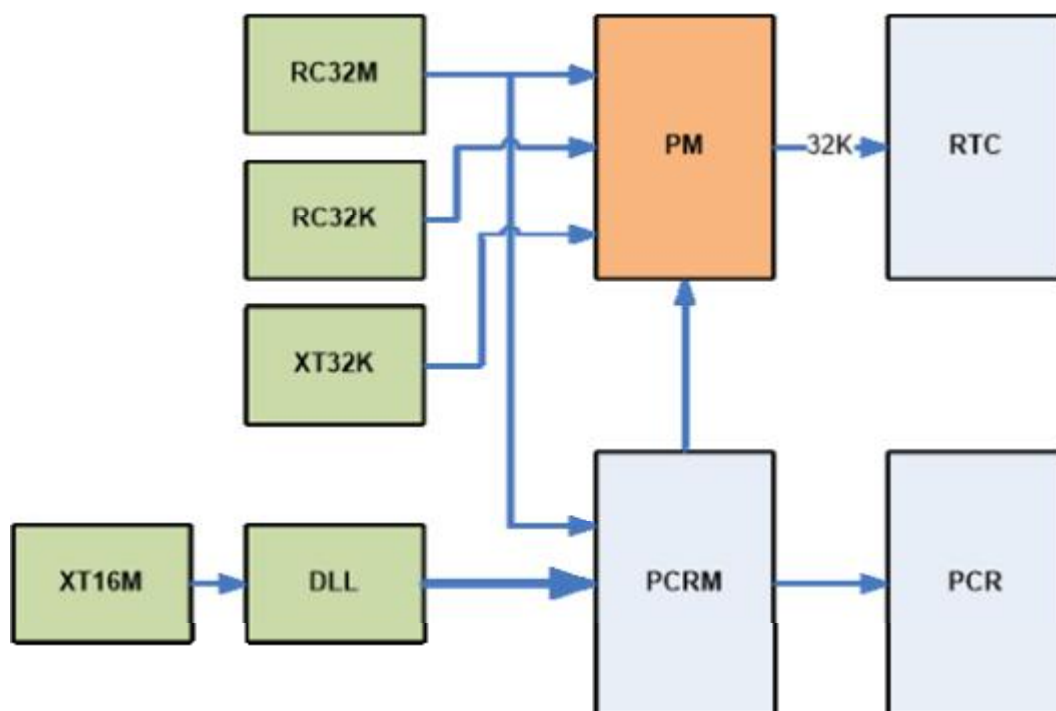 RC32M
PM
32K
RTC
RC32K
XT32K
XT16M
DLL
PCRM
PCR